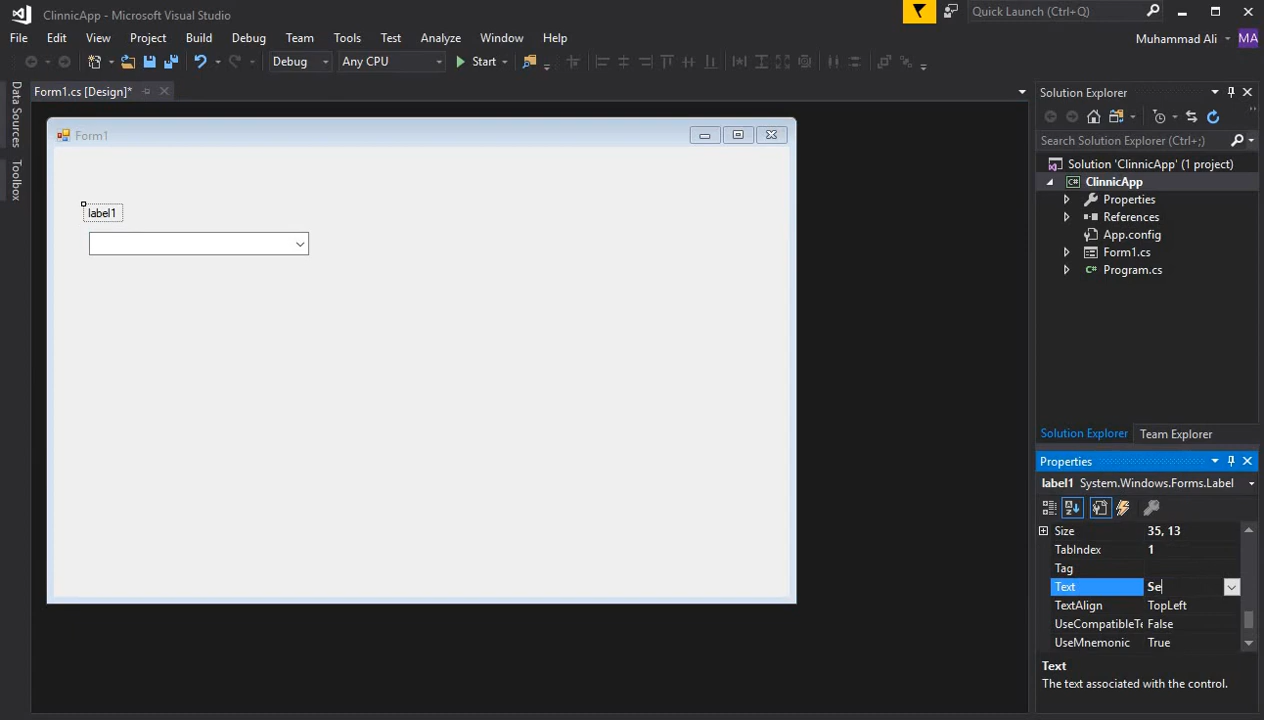 ClinnicApp - Microsoft Visual Studio
Quick Launch (Ctrl+Q)
File Edit View Project Build Debug Team Tools Test Analyze Window Help
Muhammad Ali MA
Debug Any CPU Start
Data Sources
Toolbox
Form1.cs [Design]*
Form1
label1
Solution Explorer
Search Solution Explorer (Ctrl+;)
Solution 'ClinnicApp' (1 project)
C# ClinnicApp
Properties
References
App.config
Form1.cs
C# Program.cs
Solution Explorer Team Explorer
Properties
label1 System.Windows.Forms.Label
Size 35, 13
TabIndex 1
Tag
Text Se
TextAlign TopLeft
UseCompatibleTe False
UseMnemonic True
Text
The text associated with the control.